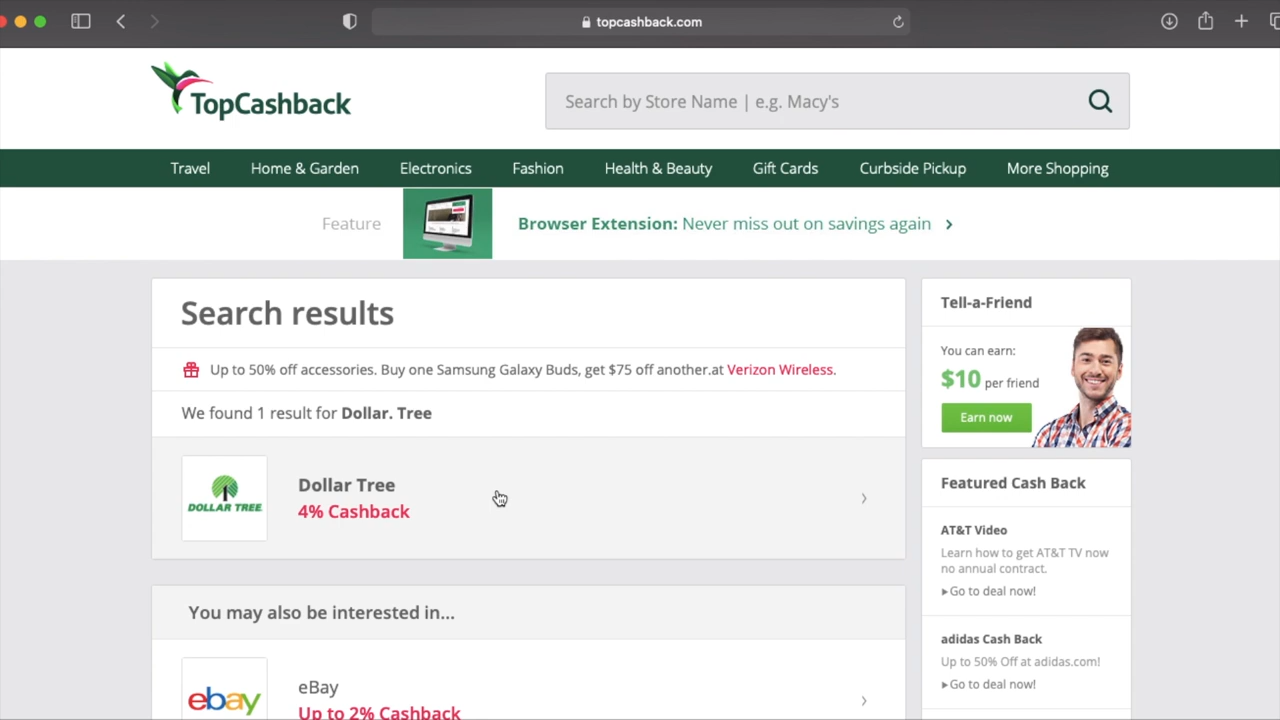 topcashback.com
TopCashback
Search by Store Name | e.g. Macy's
Travel Home & Garden Electronics Fashion Health & Beauty Gift Cards Curbside Pickup More Shopping
Feature
Browser Extension: Never miss out on savings again
Search results
Up to 50% off accessories. Buy one Samsung Galaxy Buds, get $75 off another.at Verizon Wireless.
We found 1 result for Dollar. Tree
DOLLAR TREE
Dollar Tree
4% Cashback
You may also be interested in...
ebay
eBay
Up to 2% Cashback
Tell-a-Friend
You can earn:
$10 per friend
Earn now
Featured Cash Back
AT&T Video
Learn how to get AT&T TV now
no annual contract.
Go to deal now!
adidas Cash Back
Up to 50% Off at adidas.com!
Go to deal now!